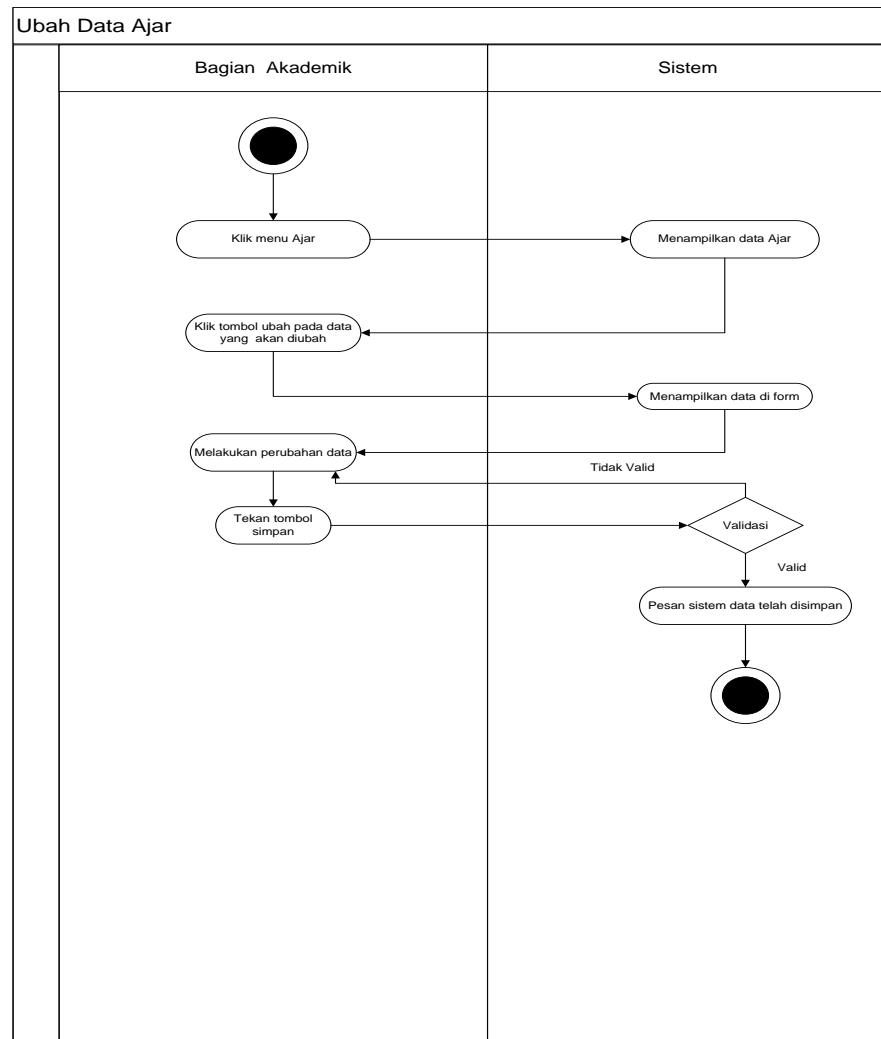 Ubah Data Ajar
Bagian Akademik
Sistem
Klik menu Ajar
Menampilkan data Ajar
Klik tombol ubah pada data
yang akan diubah
Menampilkan data di form
Melakukan perubahan data
Tidak Valid
Tekan tombol
simpan
Validasi
Valid
Pesan sistem data telah disimpan